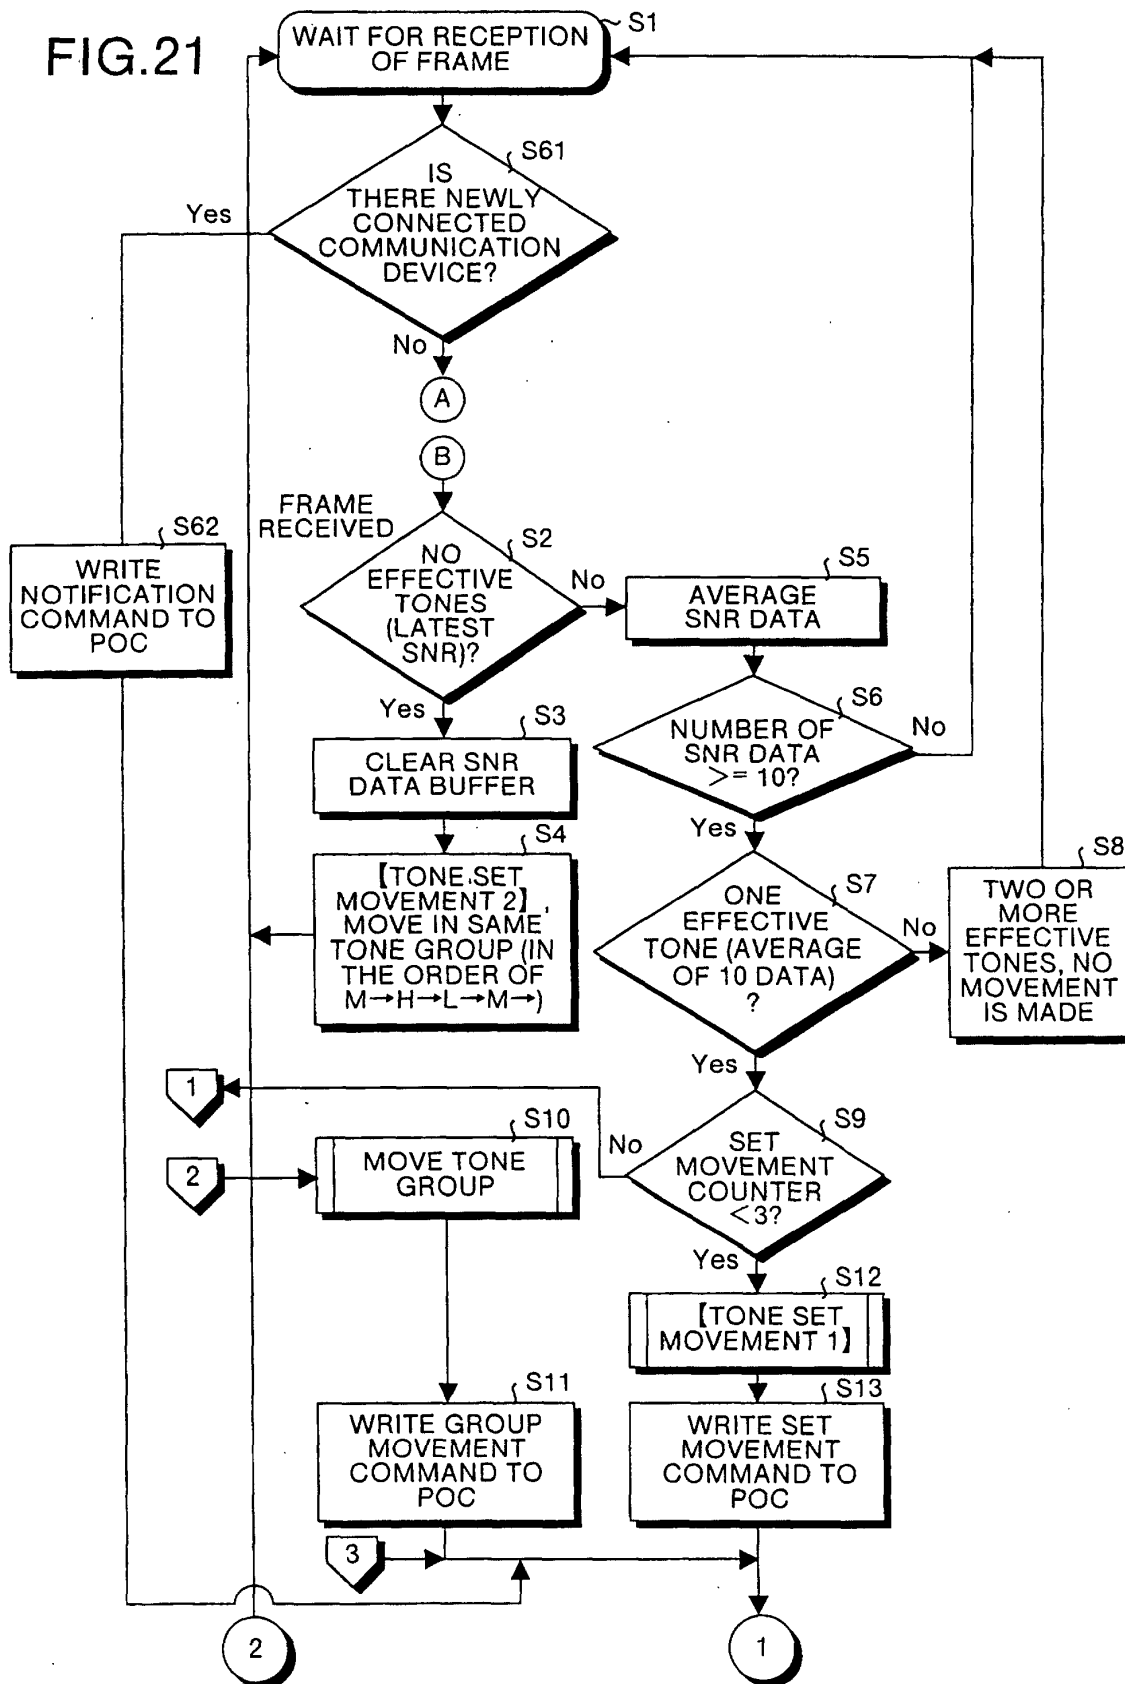 FIG.21
WAIT FOR RECEPTION
OF FRAME
S1
S61
IS
THERE NEWLY
CONNECTED
COMMUNICATION
DEVICE?
Yes
No
A
B
FRAME
RECEIVED
S62
WRITE
NOTIFICATION
COMMAND TO
POC
S2
NO
EFFECTIVE
TONES
(LATEST
SNR)?
No
Yes
S5
AVERAGE
SNR DATA
S6
NUMBER OF
SNR DATA
>= 10?
No
Yes
S3
CLEAR SNR
DATA BUFFER
S4
【TONE SET
MOVEMENT 2】,
MOVE IN SAME
TONE GROUP (IN
THE ORDER OF
M→H→L→M→)
S7
ONE
EFFECTIVE
TONE (AVERAGE
OF 10 DATA)
?
No
Yes
S8
TWO OR
MORE
EFFECTIVE
TONES, NO
MOVEMENT
IS MADE
1
S9
SET
MOVEMENT
COUNTER
<3?
No
Yes
2
S10
MOVE TONE
GROUP
S12
【TONE SET
MOVEMENT 1】
S11
WRITE GROUP
MOVEMENT
COMMAND TO
POC
S13
WRITE SET
MOVEMENT
COMMAND TO
POC
3
2
1